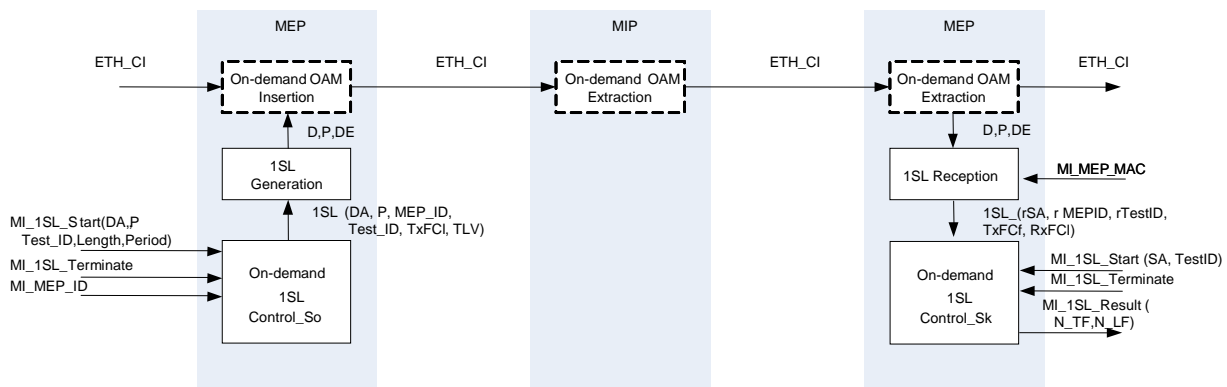 MEP
MIP
MEP
ETH_CI
ETH_CI
ETH_CI
ETH_CI
On-demand OAM
Insertion
On-demand OAM
Extraction
On-demand OAM
Extraction
D,P,DE
D,P,DE
1SL
Generation
1SL Reception
MI_MEP_MAC
1SL (DA, P, MEP_ID,
Test_ID, TxFCl, TLV)
1SL_(rSA, r MEPID, rTestID,
TxFCf, RxFCl)
MI_1SL_Start(DA,P
Test_ID,Length,Period)
MI_1SL_Terminate
MI_MEP_ID
On-demand
1SL
Control_So
On-demand
1SL
Control_Sk
MI_1SL_Start (SA, TestID)
MI_1SL_Terminate
MI_1SL_Result (
N_TF,N_LF)